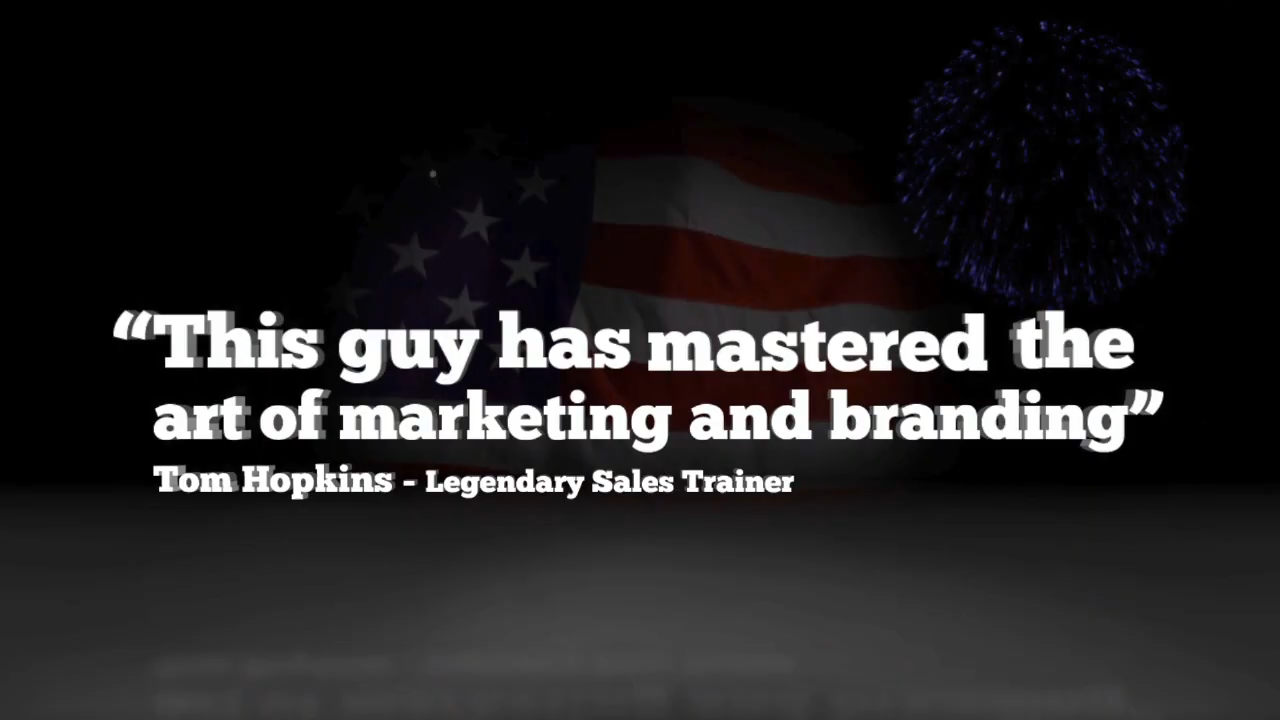 “This guy has mastered the
art of marketing and branding”
Tom Hopkins - Legendary Sales Trainer